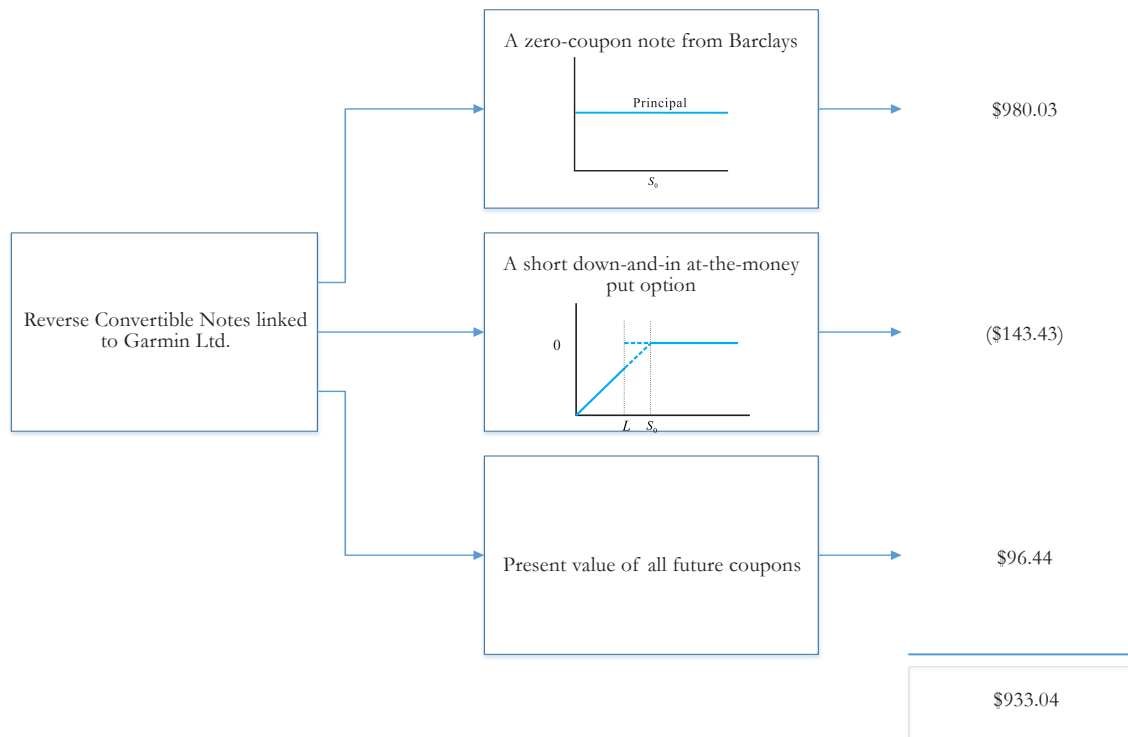 A zero-coupon note from Barclays
Principal
S₀
$980.03
Reverse Convertible Notes linked
to Garmin Ltd.
A short down-and-in at-the-money
put option
0
L S₀
($143.43)
Present value of all future coupons
$96.44
$933.04